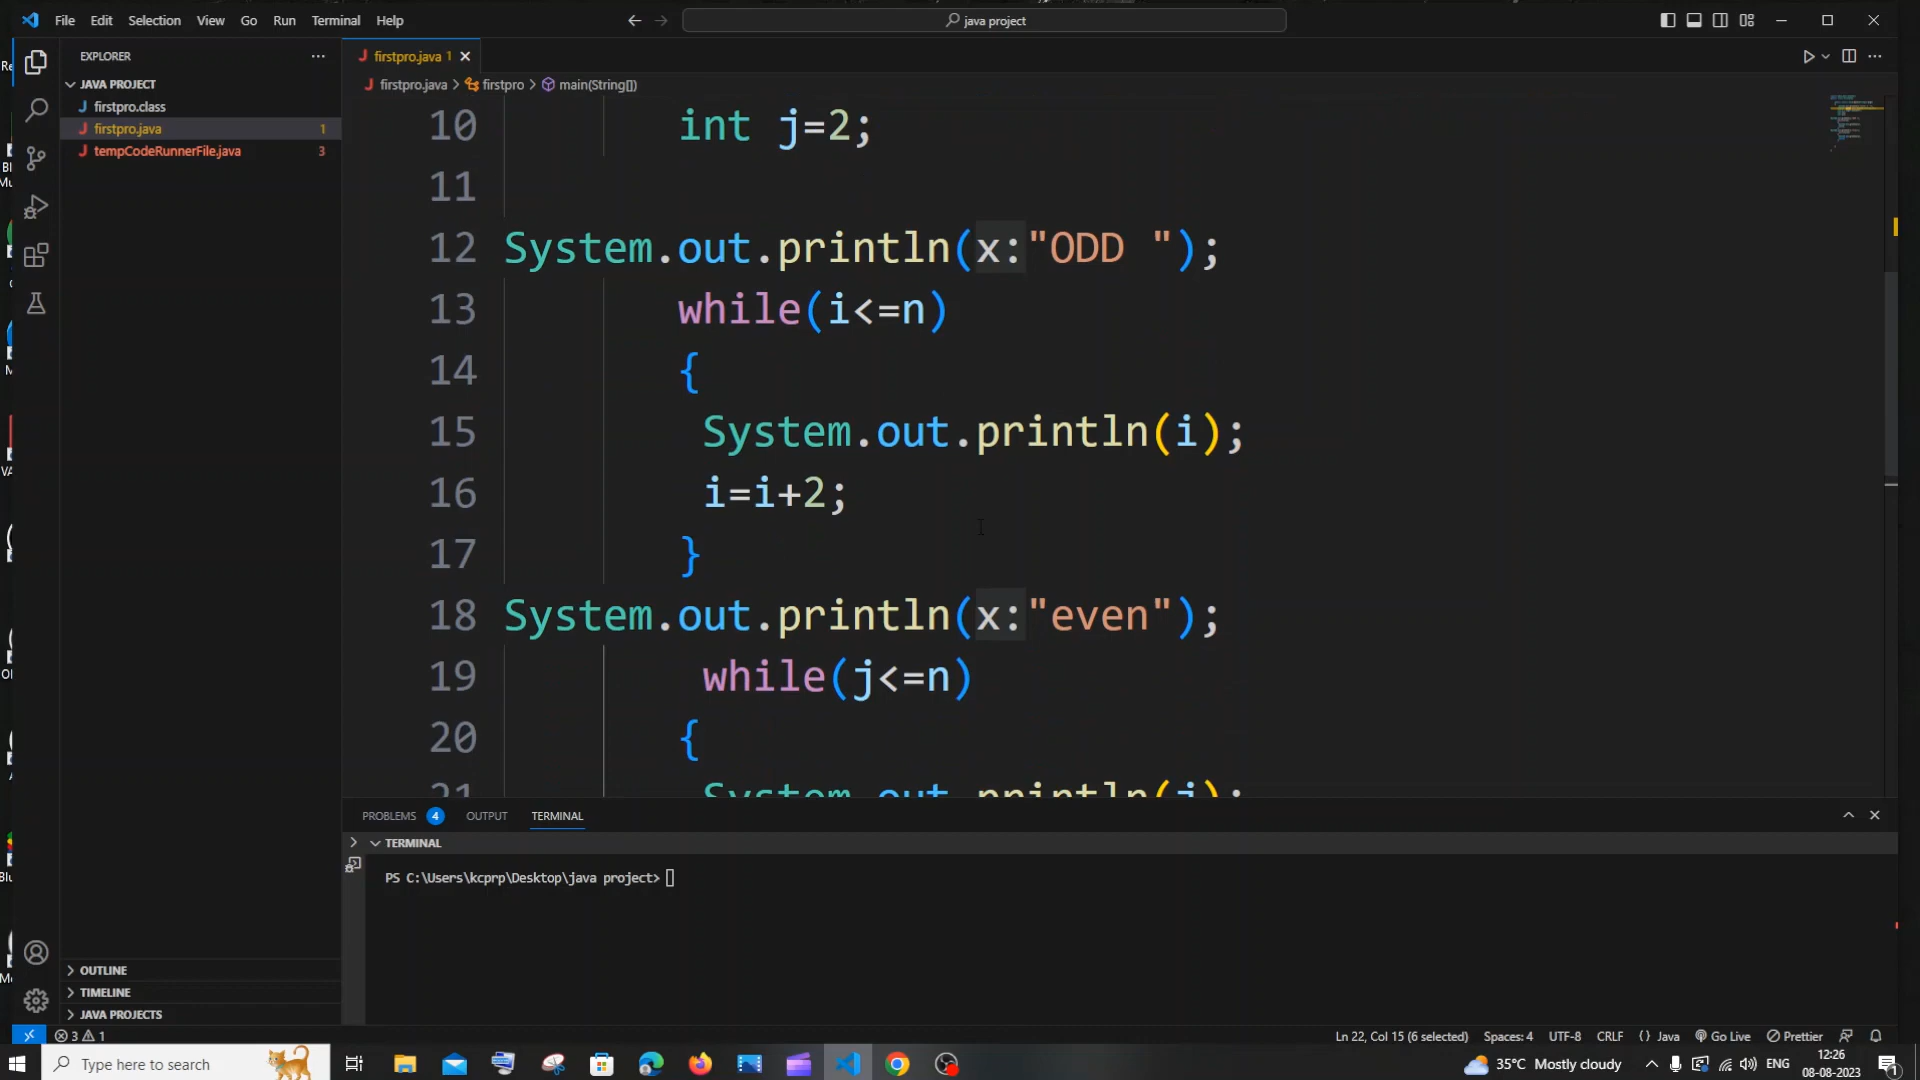 File Edit Selection View Go Run Terminal Help
java project
EXPLORER
JAVA PROJECT
firstpro.class
firstpro.java 1
tempCodeRunnerFile.java 3
firstpro.java 1
firstpro.java > firstpro > main(String[])
10 int j=2;
11
12 System.out.println(x:"ODD ");
13 while(i<=n)
14 {
15 System.out.println(i);
16 i=i+2;
17 }
18 System.out.println(x:"even");
19 while(j<=n)
20 {
PROBLEMS 4 OUTPUT TERMINAL
TERMINAL
PS C:\Users\kcprp\Desktop\java project>
OUTLINE
TIMELINE
JAVA PROJECTS
3 1
Ln 22, Col 15 (6 selected) Spaces: 4 UTF-8 CRLF {} Java Go Live Prettier
Type here to search
35°C Mostly cloudy ENG 12:26
08-08-2023 1